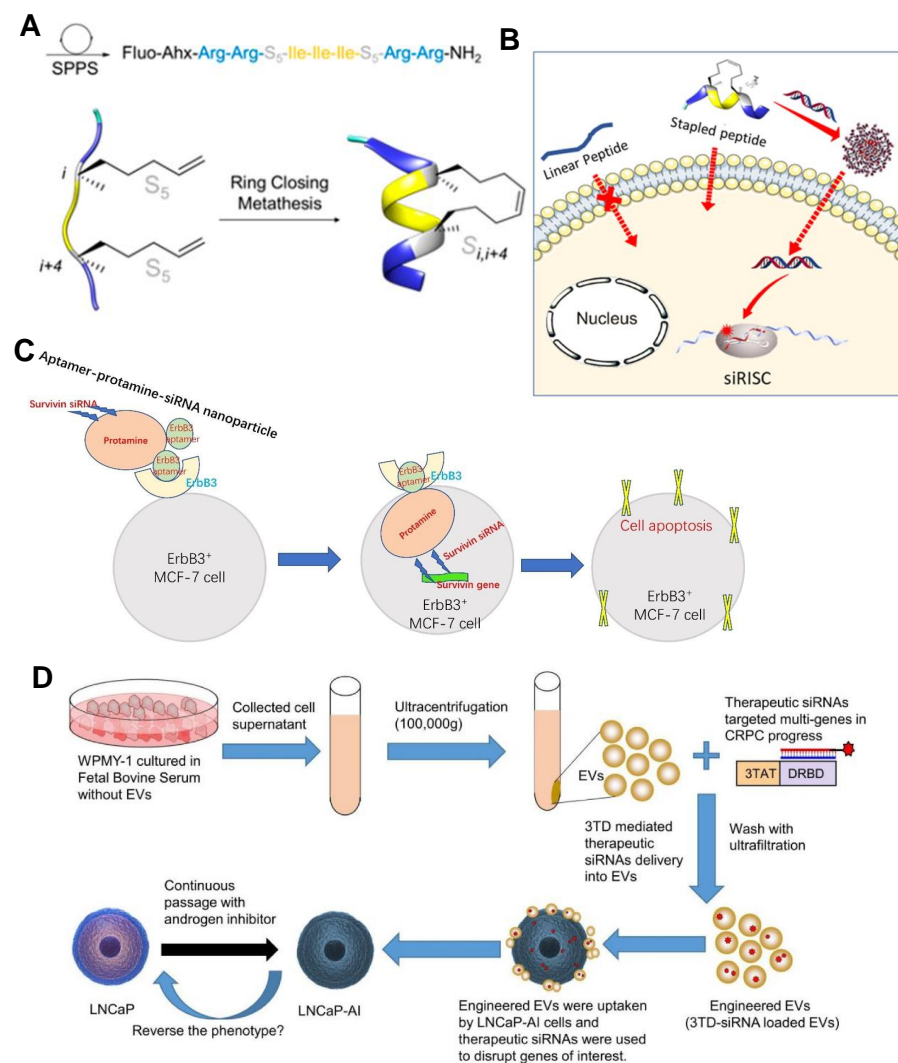 A
SPPS
Fluo-Ahx-Arg-Arg-S5-Ile-Ile-Ile-S5-Arg-Arg-NH2
i
S5
i+4
S5
Ring Closing
Metathesis
Si,i+4
B
Linear Peptide
Stapled peptide
Nucleus
siRISC
C
Aptamer-protamine-siRNA nanoparticle
Survivin siRNA
Protamine
ErbB3
aptamer
ErbB3
aptamer
ErbB3
ErbB3+
MCF-7 cell
ErbB3
aptamer
ErbB3
Protamine
Survivin siRNA
Survivin gene
ErbB3+
MCF-7 cell
Cell apoptosis
ErbB3+
MCF-7 cell
D
WPMY-1 cultured in
Fetal Bovine Serum
without EVs
Collected cell
supernatant
Ultracentrifugation
(100,000g)
EVs
3TD mediated
therapeutic
siRNAs delivery
into EVs
Therapeutic siRNAs
targeted multi-genes in
CRPC progress
3TAT
DRBD
Wash with
ultrafiltration
LNCaP
Continuous
passage with
androgen inhibitor
Reverse the phenotype?
LNCaP-AI
Engineered EVs were uptaken
by LNCaP-AI cells and
therapeutic siRNAs were used
to disrupt genes of interest.
Engineered EVs
(3TD-siRNA loaded EVs)